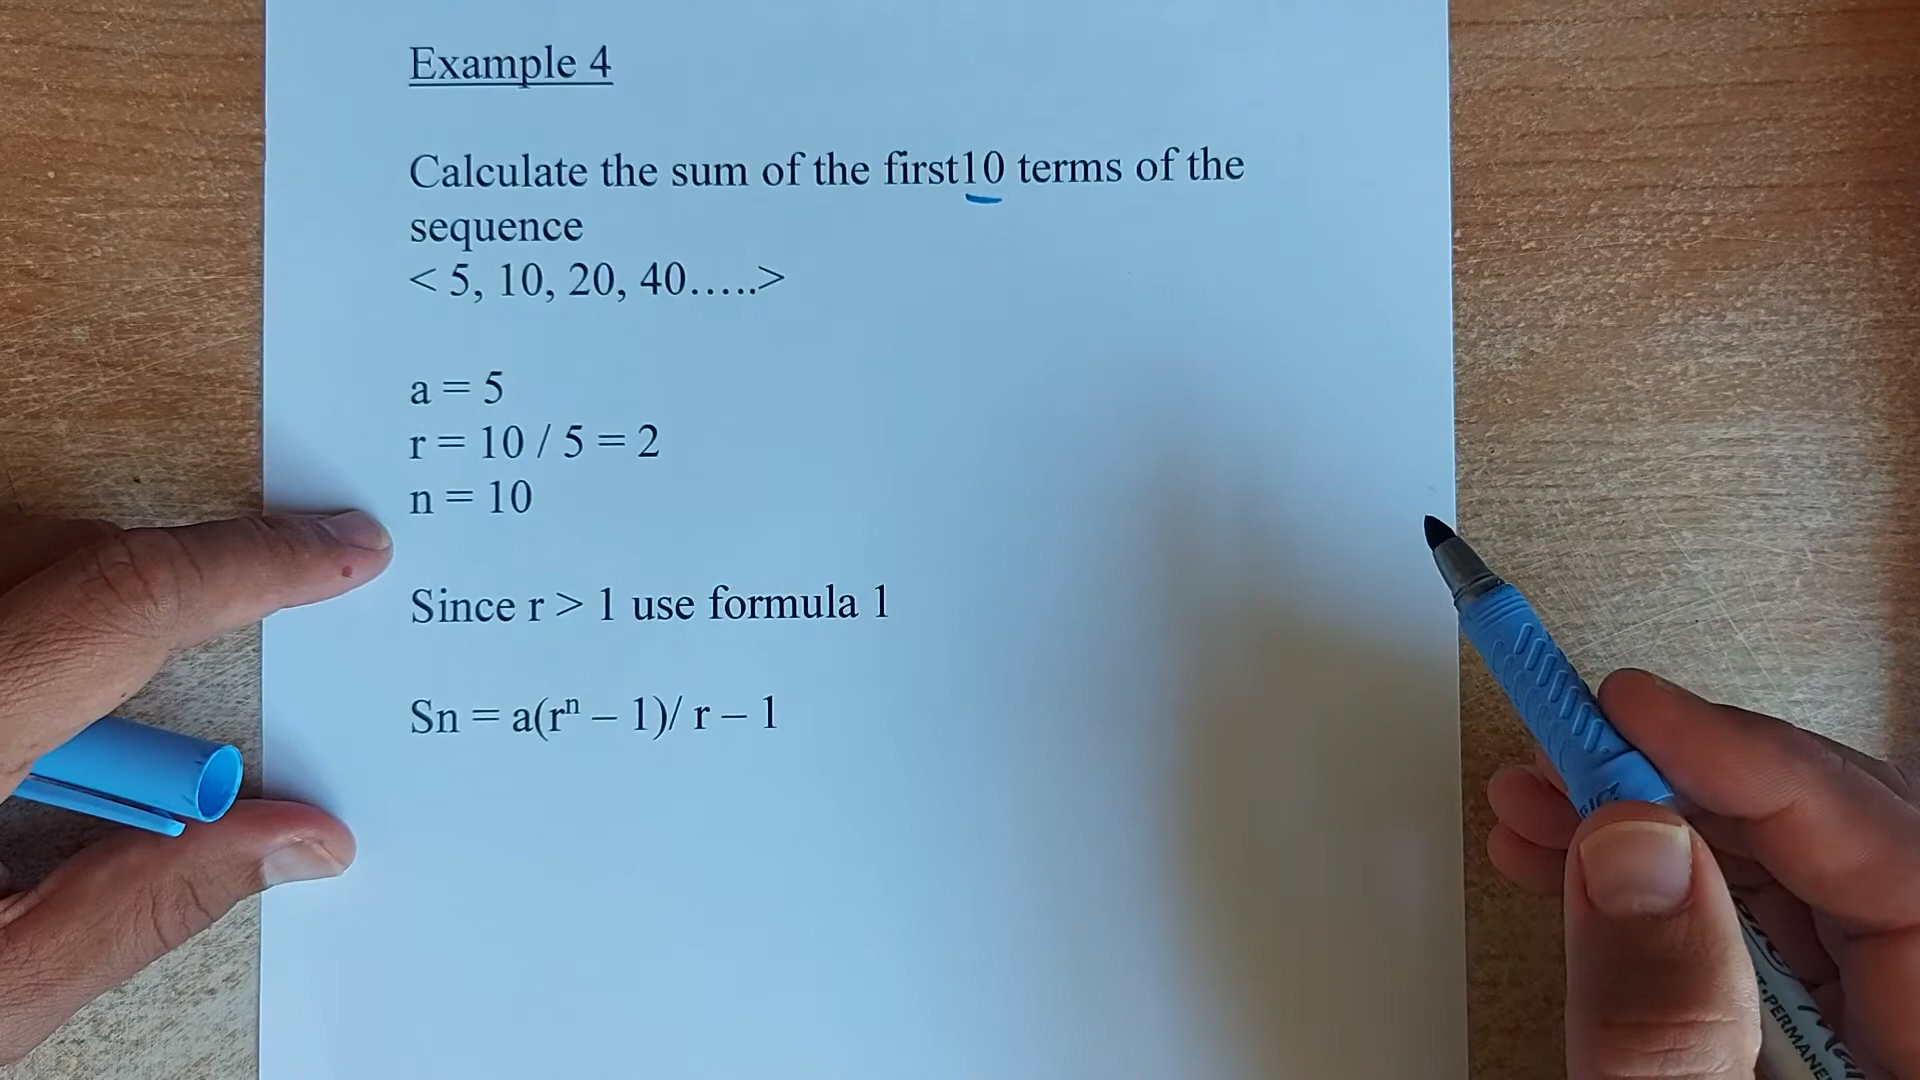 Example 4
Calculate the sum of the first10 terms of the
sequence
< 5, 10, 20, 40…..>
a = 5
r = 10 / 5 = 2
n = 10
Since r > 1 use formula 1
Sn = a(rⁿ – 1)/ r – 1